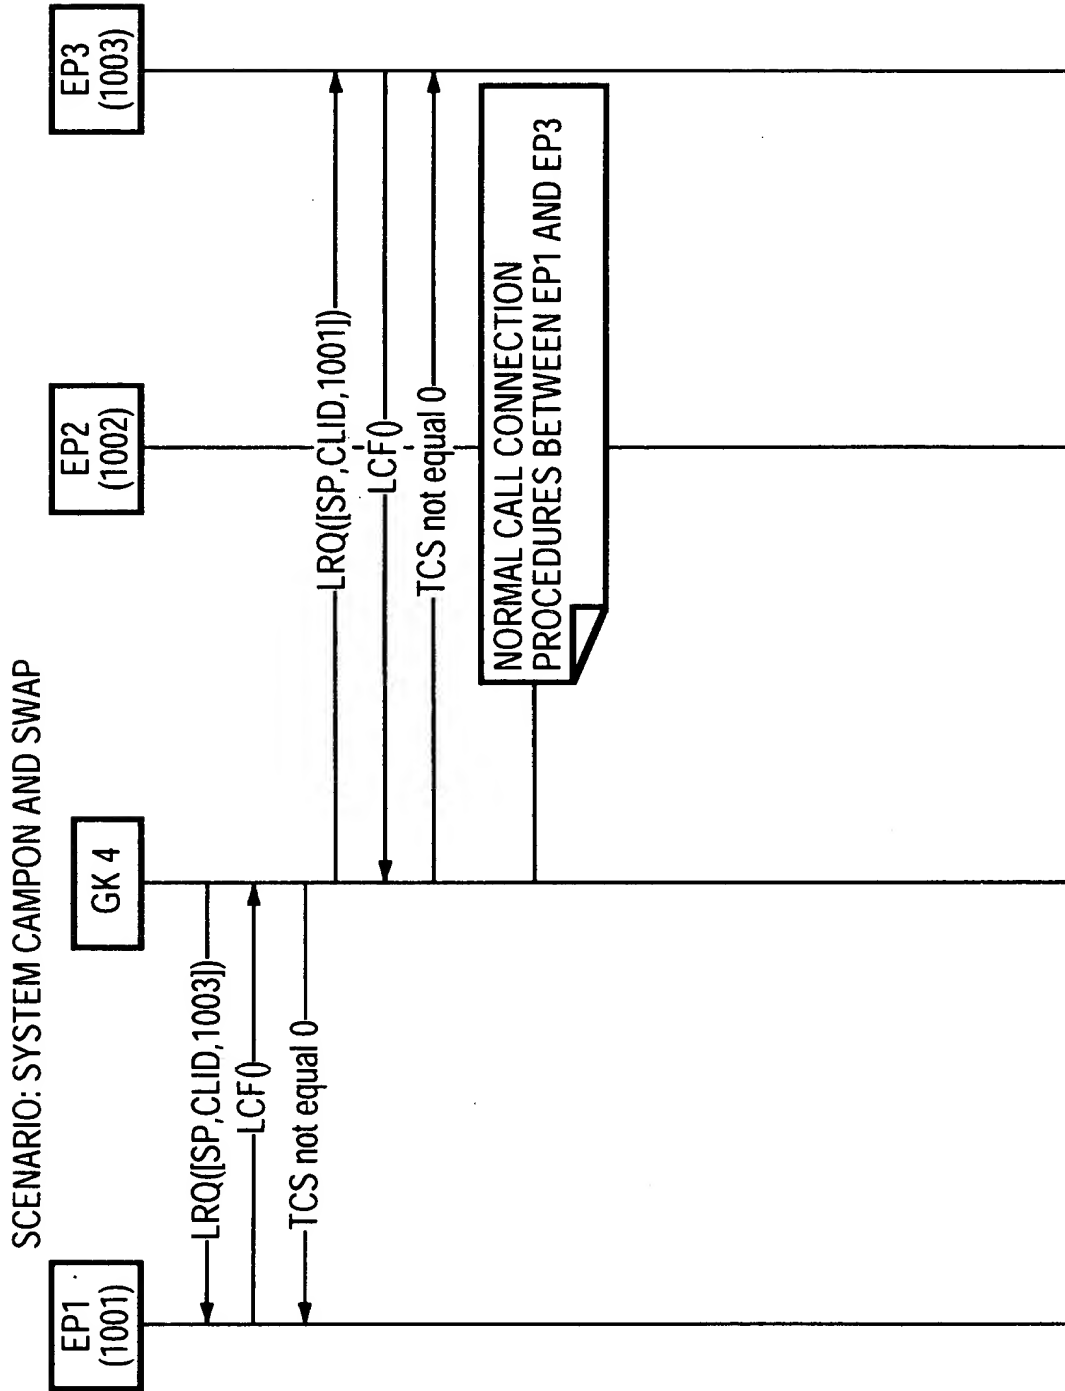 SCENARIO: SYSTEM CAMPON AND SWAP
EP1
(1001)
GK 4
EP2
(1002)
EP3
(1003)
LRQ([SP,CLID,1003])
LCF()
TCS not equal 0
LRQ([SP,CLID,1001])
LCF()
TCS not equal 0
NORMAL CALL CONNECTION
PROCEDURES BETWEEN EP1 AND EP3